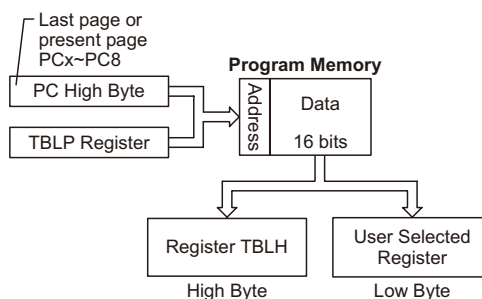 Last page or
present page
PCx~PC8
Program Memory
PC High Byte
TBLP Register
Address
Data
16 bits
Register TBLH
User Selected
Register
High Byte
Low Byte